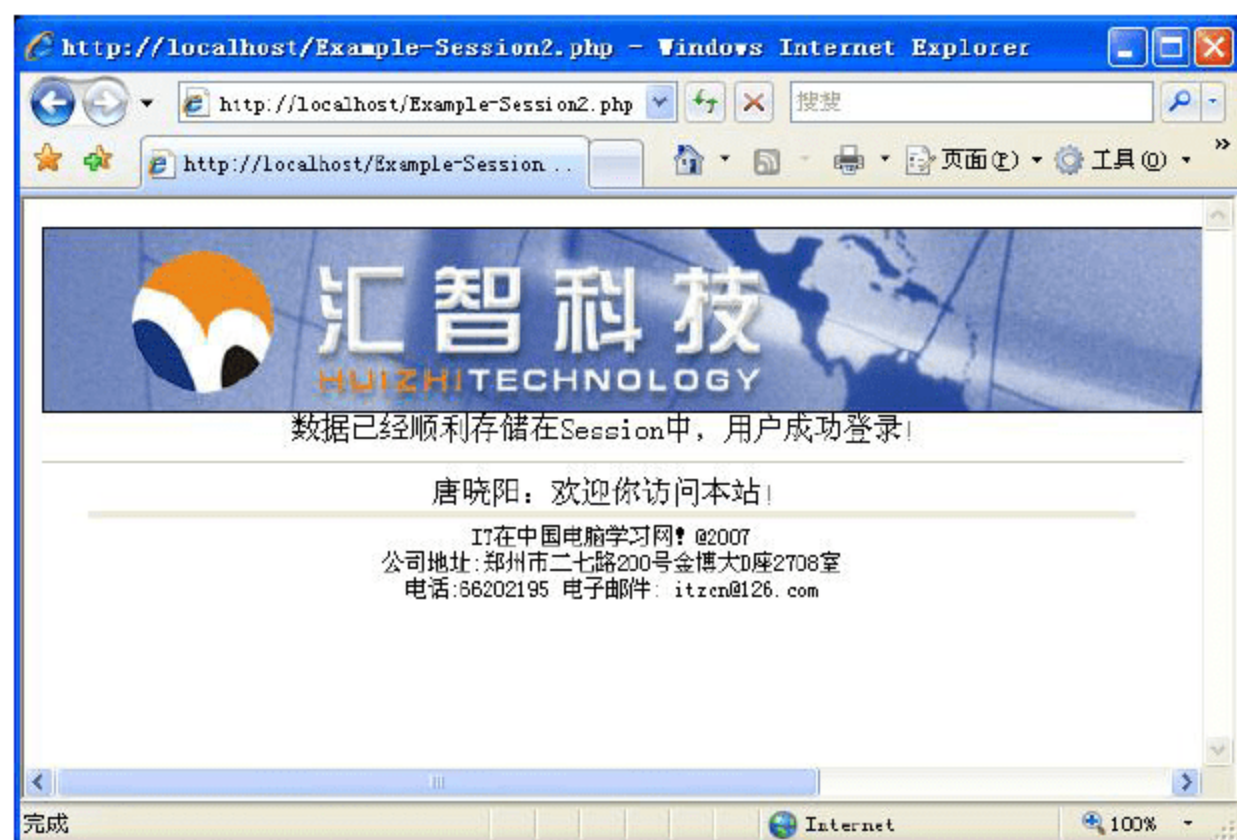 http://localhost/Example-Session2.php - Windows Internet Explorer
http://localhost/Example-Session2.php
搜搜
http://localhost/Example-Session ..
页面(P)
工具(O)
»
汇智科技
HUIZHITECHNOLOGY
数据已经顺利存储在Session中，用户成功登录!
唐晓阳：欢迎你访问本站!
IT在中国电脑学习网! @2007
公司地址:郑州市二七路200号金博大D座2708室
电话:66202195 电子邮件: itzcn@126.com
完成
Internet
100%